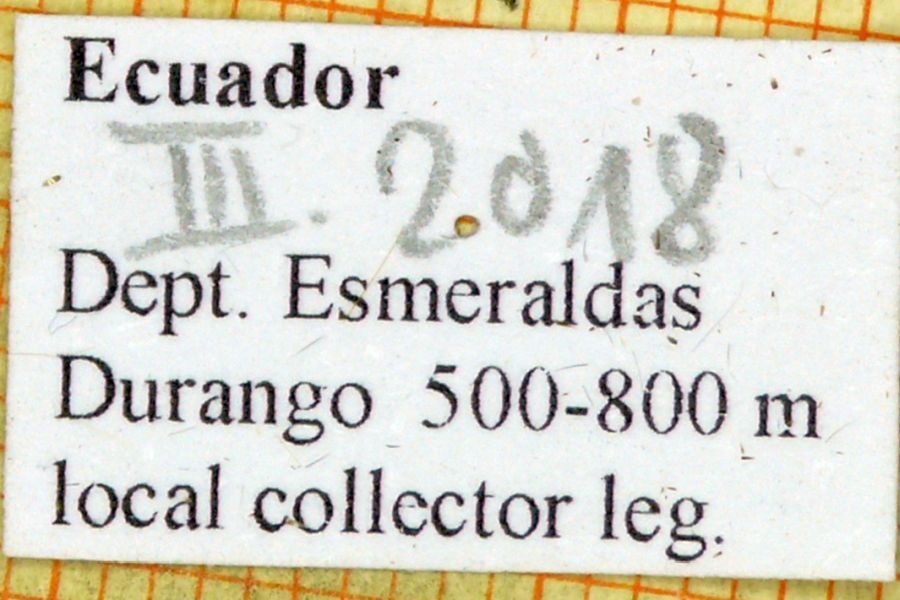 Ecuador
III. 2018
Dept. Esmeraldas
Durango 500-800 m
local collector leg.